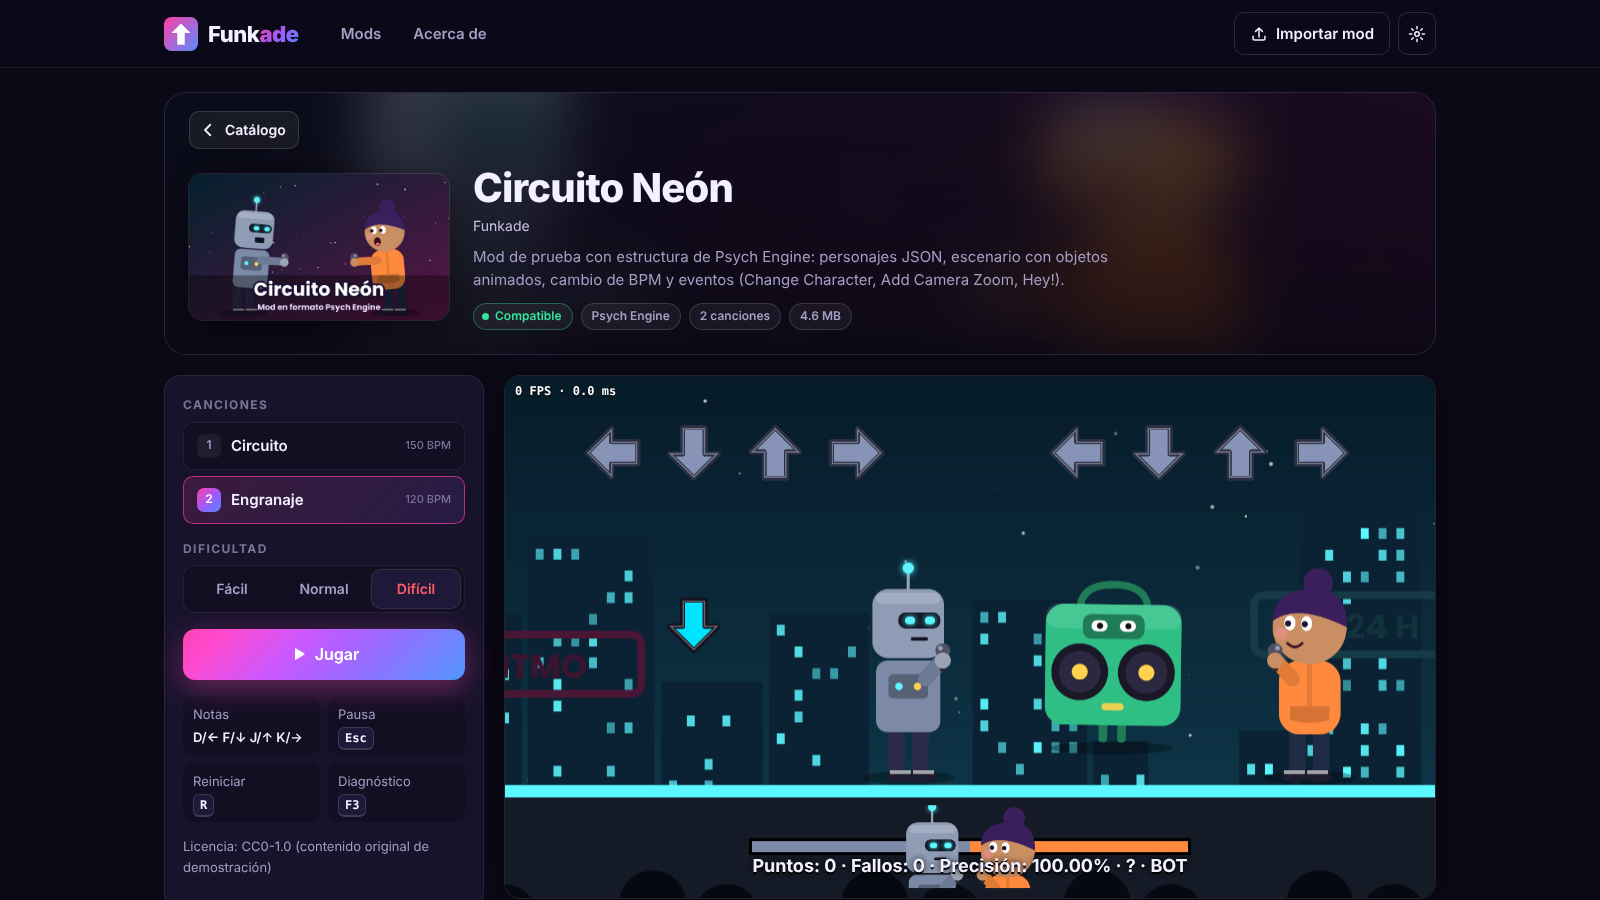 Funkade
Mods
Acerca de
Importar mod
Catálogo
Circuito Neón
Mod en formato Psych Engine
Circuito Neón
Funkade
Mod de prueba con estructura de Psych Engine: personajes JSON, escenario con objetos
animados, cambio de BPM y eventos (Change Character, Add Camera Zoom, Hey!).
Compatible
Psych Engine
2 canciones
4.6 MB
CANCIONES
1 Circuito 150 BPM
2 Engranaje 120 BPM
DIFICULTAD
Fácil Normal Difícil
Jugar
Notas
D/← F/↓ J/↑ K/→
Pausa
Esc
Reiniciar
R
Diagnóstico
F3
Licencia: CC0-1.0 (contenido original de
demostración)
0 FPS · 0.0 ms
TMO
24 H
Puntos: 0 · Fallos: 0 · Precisión: 100.00% · ? · BOT